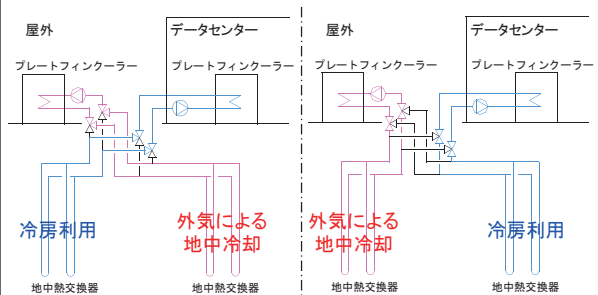 屋外
データセンター
プレートフィンクーラー
プレートフィンクーラー
冷房利用
外気による
地中冷却
地中熱交換器
地中熱交換器
屋外
データセンター
プレートフィンクーラー
プレートフィンクーラー
外気による
地中冷却
冷房利用
地中熱交換器
地中熱交換器